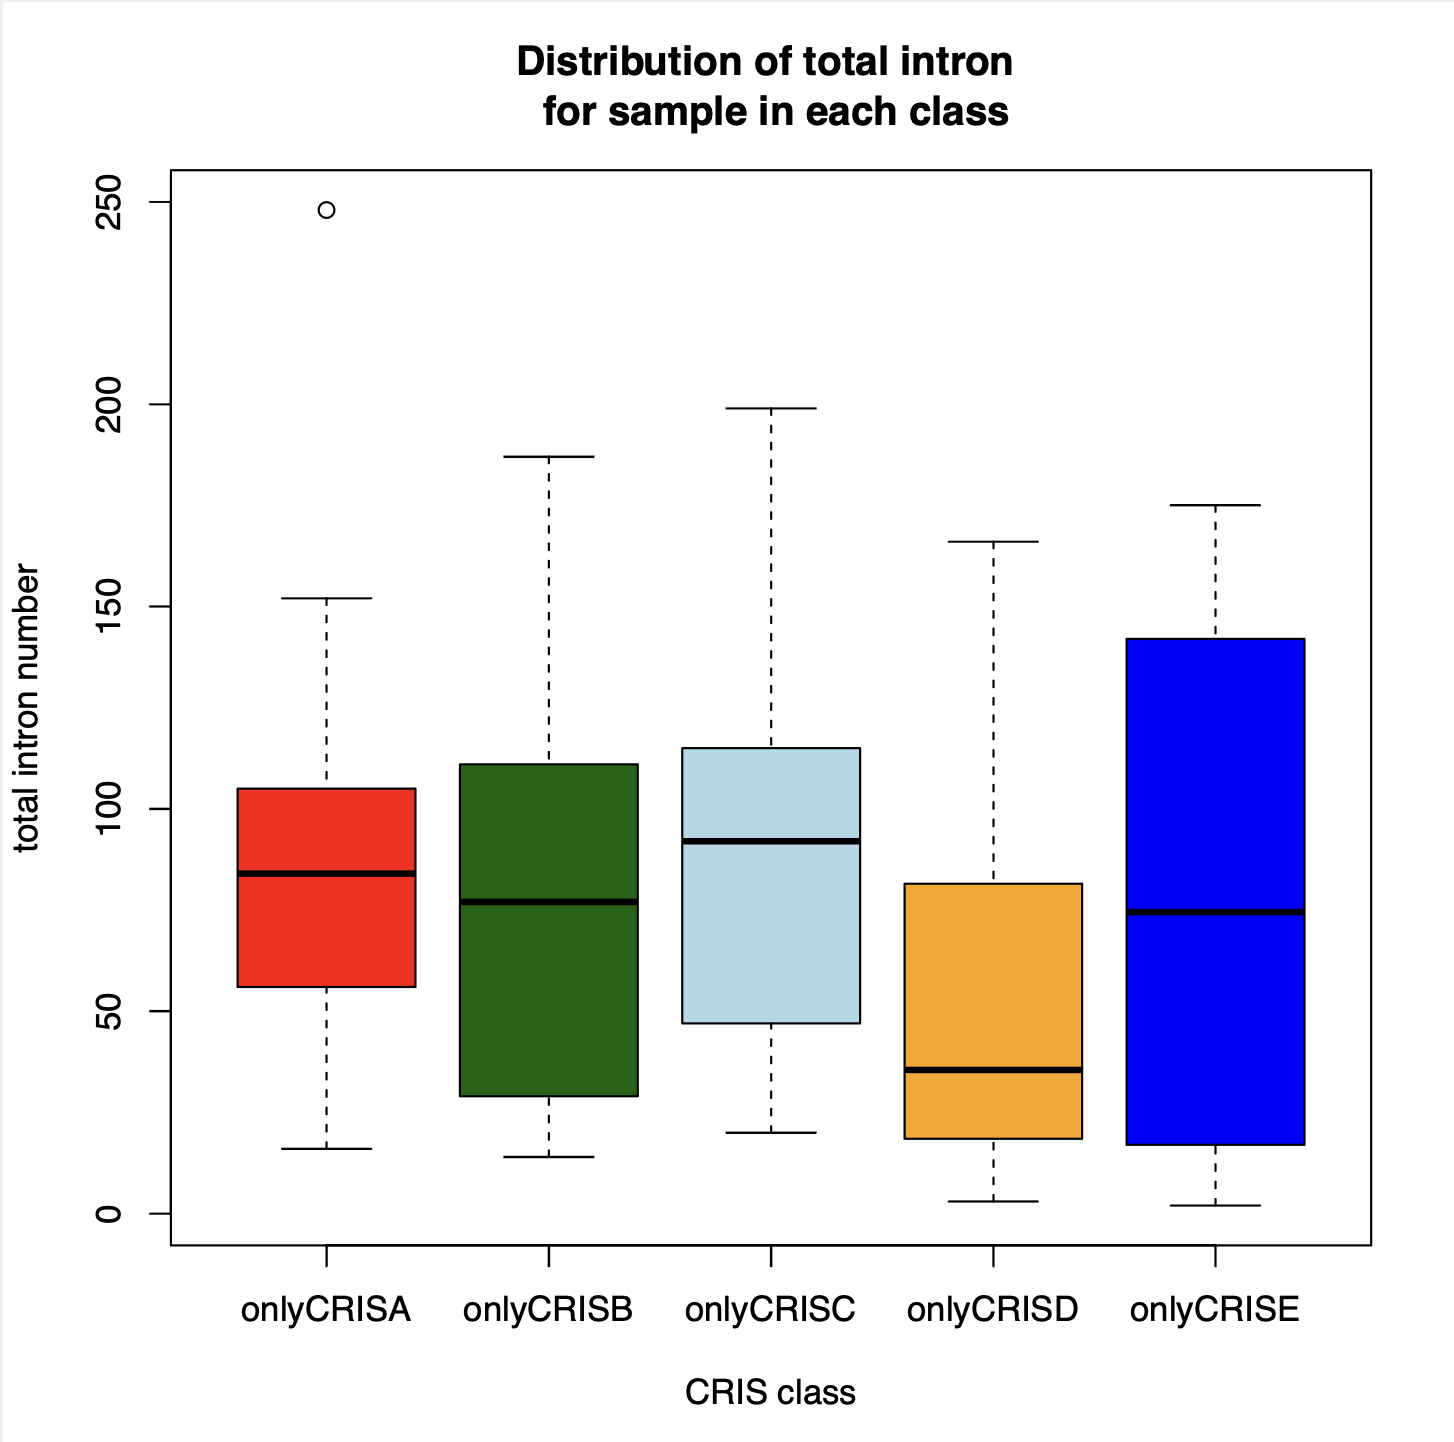 Distribution of total intron
for sample in each class
250
200
150
100
50
0
total intron number
onlyCRISA onlyCRISB onlyCRISC onlyCRISD onlyCRISE
CRIS class